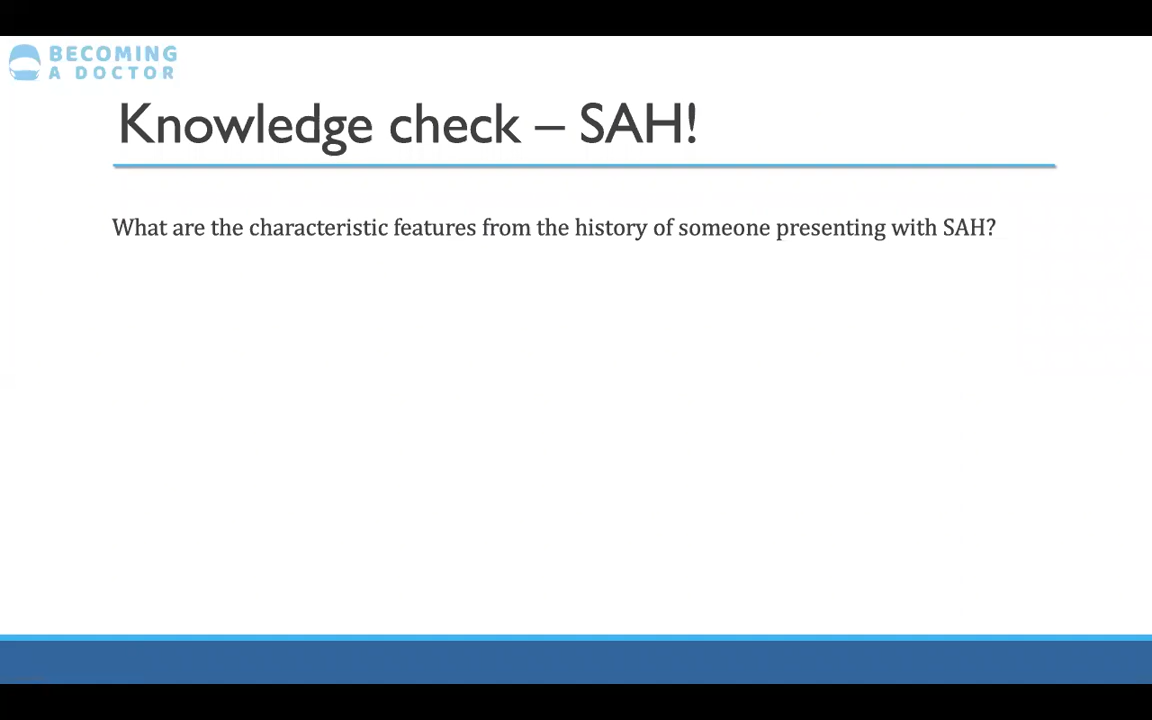 BECOMING
A DOCTOR
Knowledge check – SAH!
What are the characteristic features from the history of someone presenting with SAH?